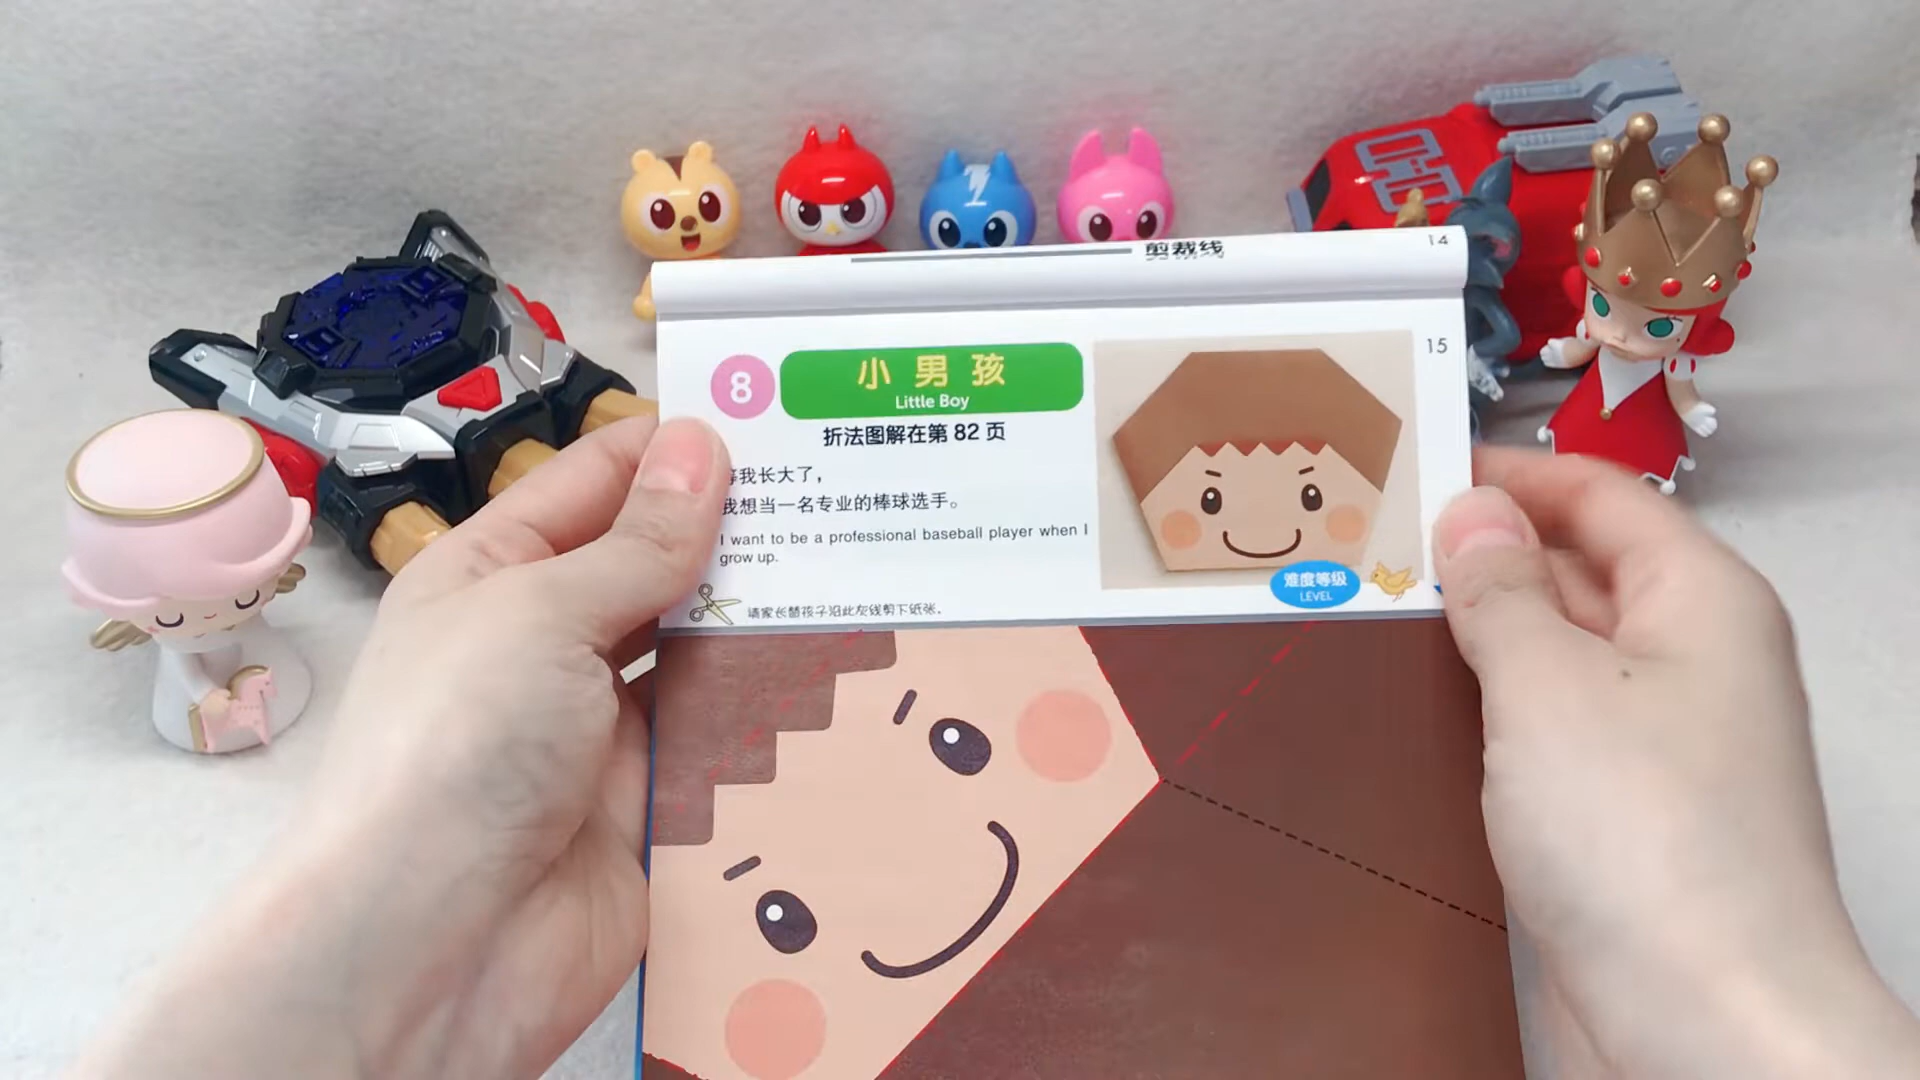 剪裁线
14
15
8
小男孩
Little Boy
折法图解在第 82 页
等我长大了，
我想当一名专业的棒球选手。
I want to be a professional baseball player when I
grow up.
难度等级
LEVEL
请家长替孩子沿此灰线剪下纸张。